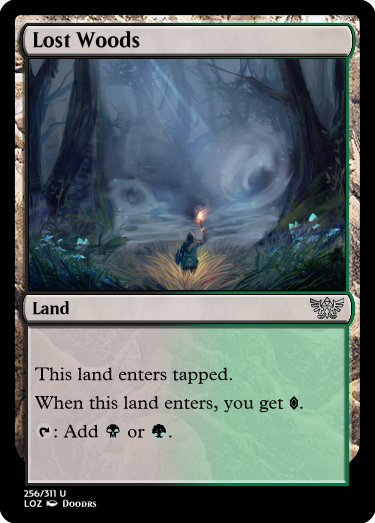 Lost Woods
Land
This land enters tapped.
When this land enters, you get .
: Add or .
256/311 U
LOZ Doodrs